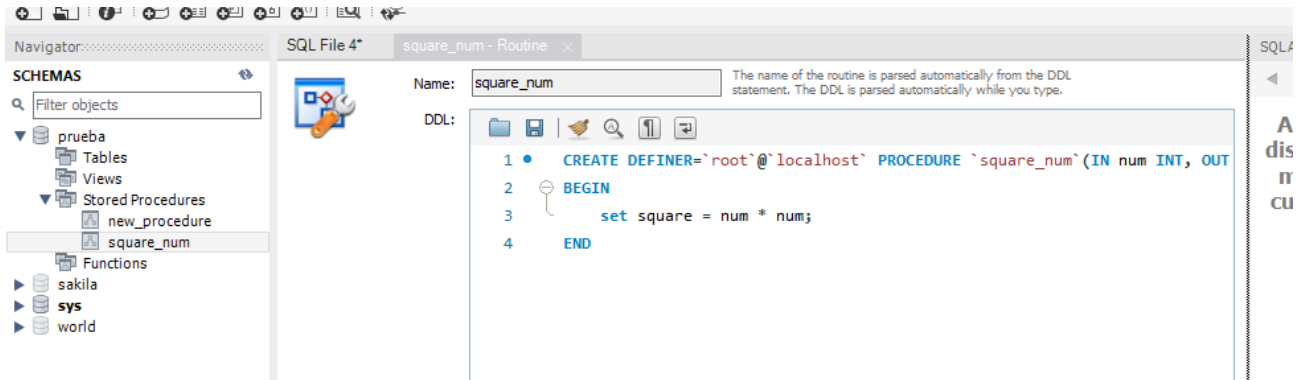 Navigator
SCHEMAS
Filter objects
prueba
Tables
Views
Stored Procedures
new_procedure
square_num
Functions
sakila
sys
world
SQL File 4*
square_num - Routine
Name:
square_num
The name of the routine is parsed automatically from the DDL
statement. The DDL is parsed automatically while you type.
DDL:
1 CREATE DEFINER=`root`@`localhost` PROCEDURE `square_num`(IN num INT, OUT
2 BEGIN
3 set square = num * num;
4 END